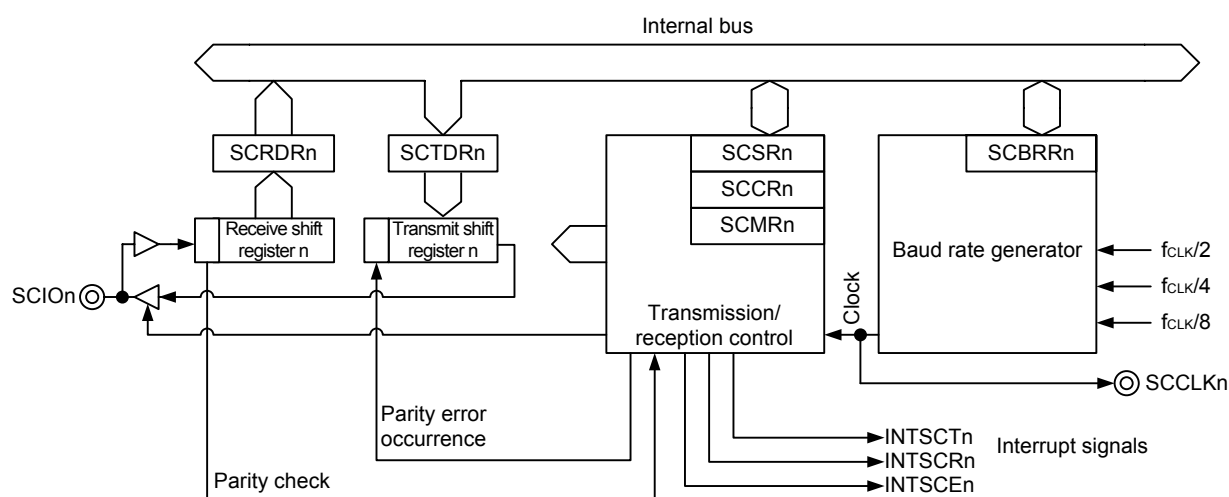 Internal bus
SCRDRn
SCTDRn
SCSRn
SCBRRn
SCCRn
SCMRn
Receive shift
register n
Transmit shift
register n
Baud rate generator
fCLK/2
fCLK/4
fCLK/8
SCIOn
Transmission/
reception control
Clock
SCCLKn
Parity error
occurrence
Parity check
INTSCTn
INTSCRn
INTSCEn
Interrupt signals